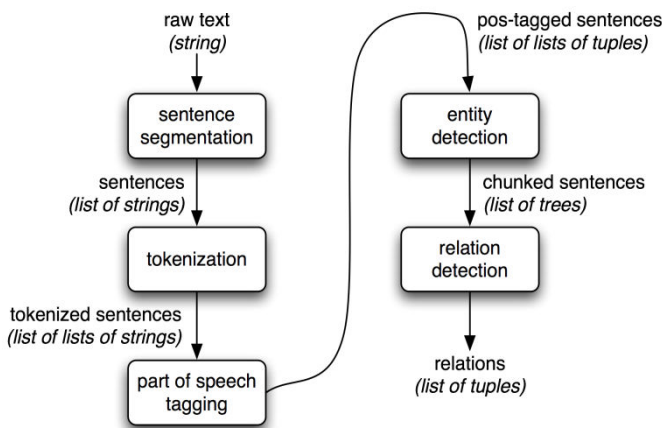 raw text
(string)
sentence
segmentation
sentences
(list of strings)
tokenization
tokenized sentences
(list of lists of strings)
part of speech
tagging
pos-tagged sentences
(list of lists of tuples)
entity
detection
chunked sentences
(list of trees)
relation
detection
relations
(list of tuples)